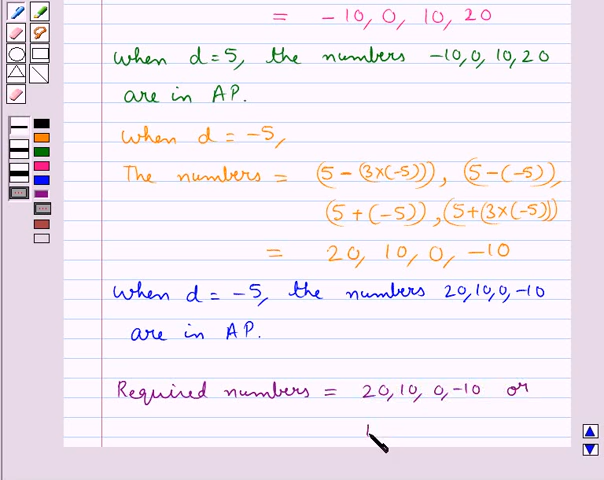 = -10, 0, 10, 20
When d = 5, the numbers -10, 0, 10, 20
are in AP.
When d = -5,
The numbers = (5 - (3×(-5))), (5 - (-5)),
(5 + (-5)), (5 + (3×(-5)))
= 20, 10, 0, -10
When d = -5, the numbers 20, 10, 0, -10
are in AP.
Required numbers = 20, 10, 0, -10 or